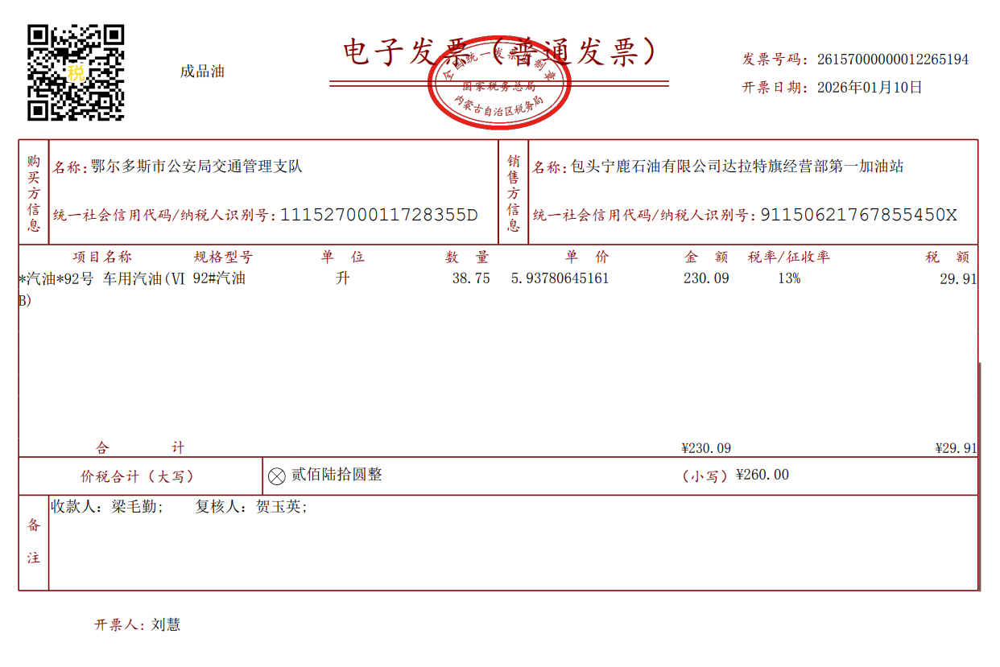 电子发票（普通发票）
税
成品油
全国统一发票监制章
国家税务总局
内蒙古自治区税务局
发票号码：26157000000012265194
开票日期：2026年01月10日
购买方信息
名称：鄂尔多斯市公安局交通管理支队
统一社会信用代码/纳税人识别号：11152700011728355D
销售方信息
名称：包头宁鹿石油有限公司达拉特旗经营部第一加油站
统一社会信用代码/纳税人识别号：91150621767855450X
项目名称 规格型号 单 位 数 量 单 价 金 额 税率/征收率 税 额
*汽油*92号 车用汽油(VI 92#汽油 升 38.75 5.93780645161 230.09 13% 29.91
B)
合 计 ¥230.09 ¥29.91
价税合计（大写） 贰佰陆拾圆整 （小写）¥260.00
备注
收款人：梁毛勤； 复核人：贺玉英；
开票人：刘慧